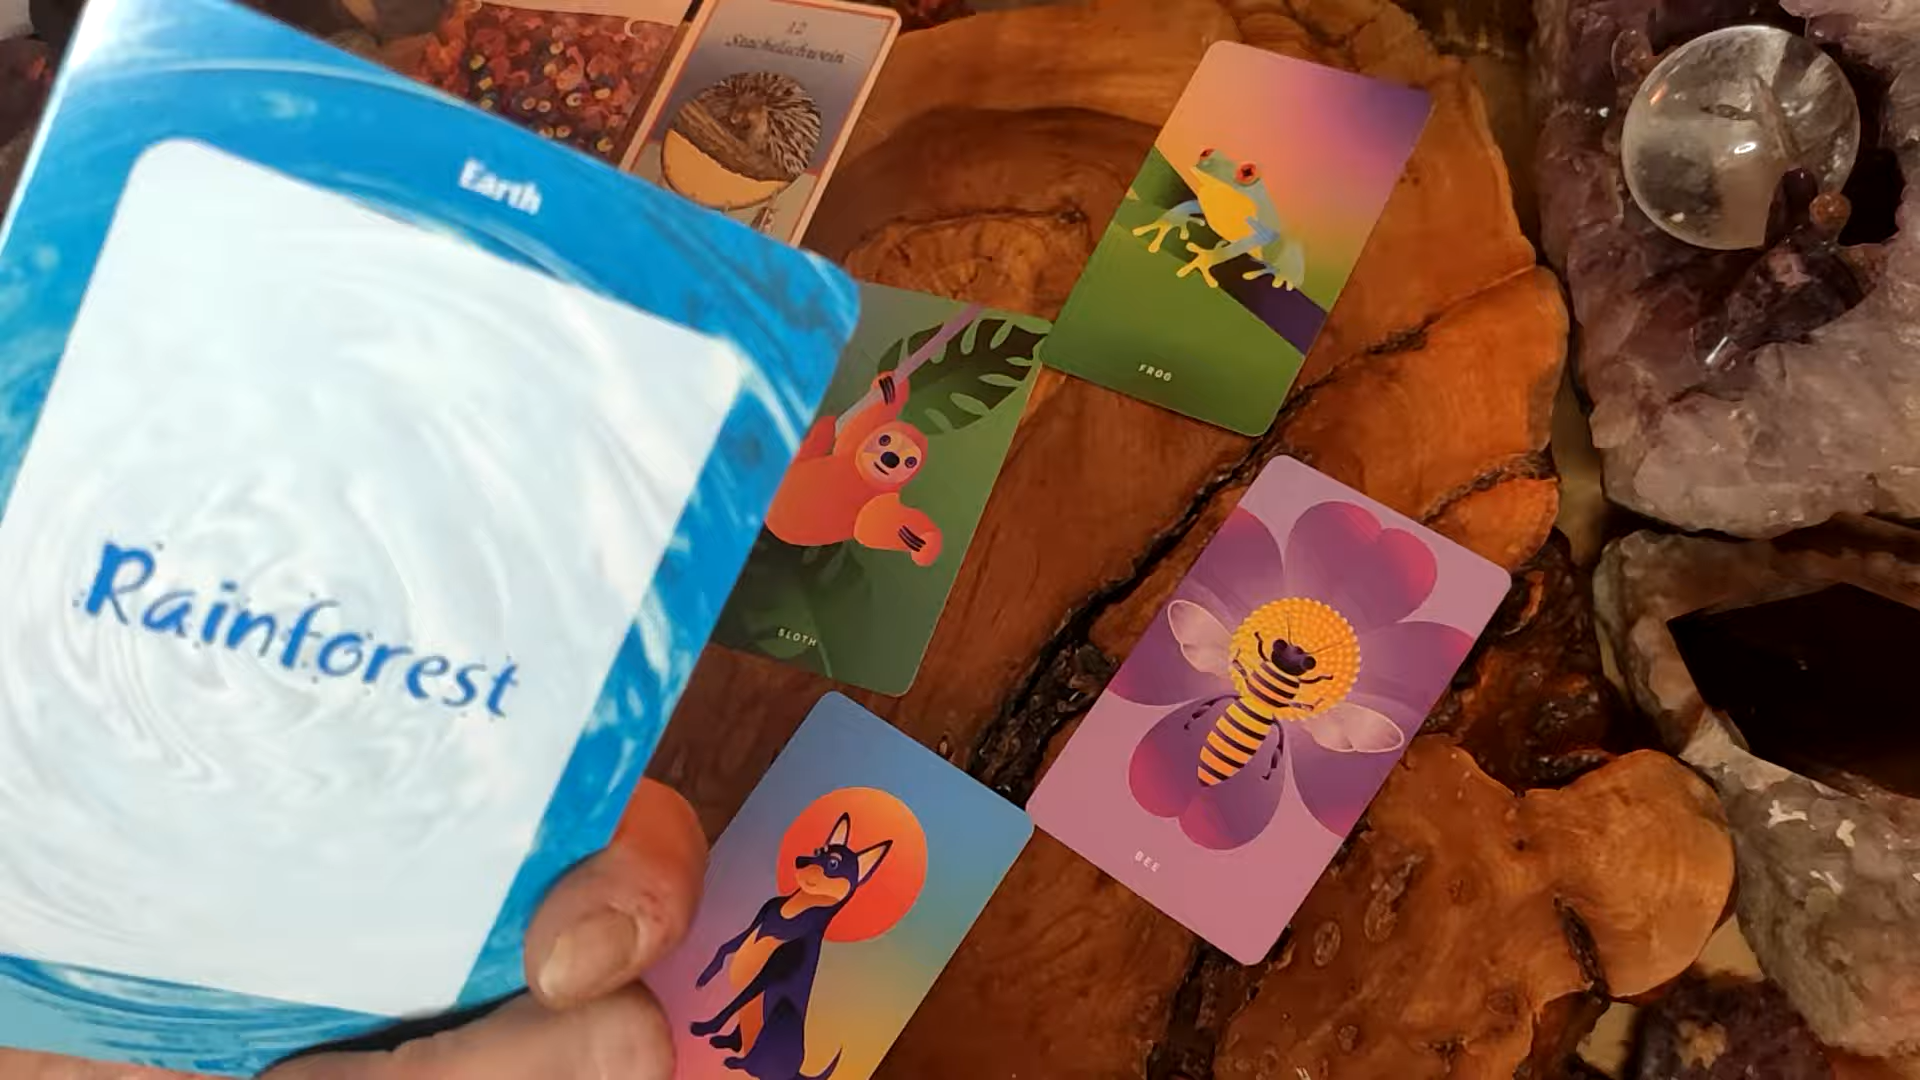 12
Stachelschwein
Earth
Rainforest
FROG
SLOTH
BEE